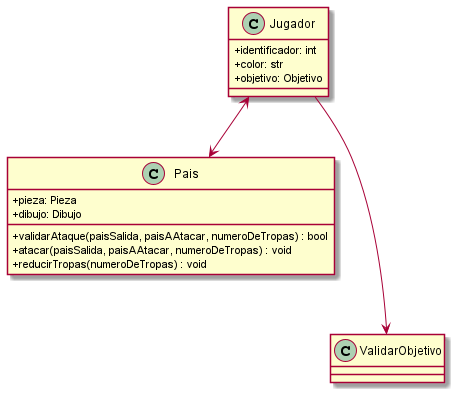 C Jugador
+identificador: int
+color: str
+objetivo: Objetivo
C Pais
+pieza: Pieza
+dibujo: Dibujo
+validarAtaque(paisSalida, paisAAtacar, numeroDeTropas) : bool
+atacar(paisSalida, paisAAtacar, numeroDeTropas) : void
+reducirTropas(numeroDeTropas) : void
C ValidarObjetivo